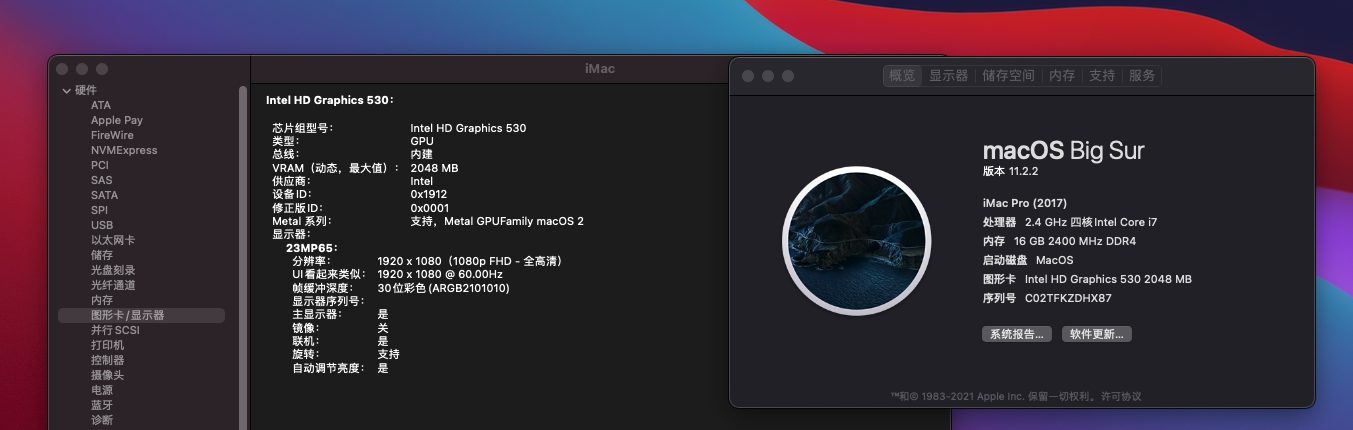 iMac
硬件
ATA
Apple Pay
FireWire
NVMExpress
PCI
SAS
SATA
SPI
USB
以太网卡
储存
光盘刻录
光纤通道
内存
图形卡/显示器
并行 SCSI
打印机
控制器
摄像头
电源
蓝牙
诊断
Intel HD Graphics 530：
芯片组型号： Intel HD Graphics 530
类型： GPU
总线： 内建
VRAM（动态，最大值）： 2048 MB
供应商： Intel
设备ID： 0x1912
修正版ID： 0x0001
Metal 系列： 支持，Metal GPUFamily macOS 2
显示器：
23MP65：
分辨率： 1920 x 1080（1080p FHD - 全高清）
UI看起来类似： 1920 x 1080 @ 60.00Hz
帧缓冲深度： 30位彩色 (ARGB2101010)
显示器序列号：
主显示器： 是
镜像： 关
联机： 是
旋转： 支持
自动调节亮度： 是
概览 显示器 储存空间 内存 支持 服务
macOS Big Sur
版本 11.2.2
iMac Pro (2017)
处理器 2.4 GHz 四核Intel Core i7
内存 16 GB 2400 MHz DDR4
启动磁盘 MacOS
图形卡 Intel HD Graphics 530 2048 MB
序列号 C02TFKZDHX87
系统报告... 软件更新...
™和© 1983-2021 Apple Inc. 保留一切权利。许可协议